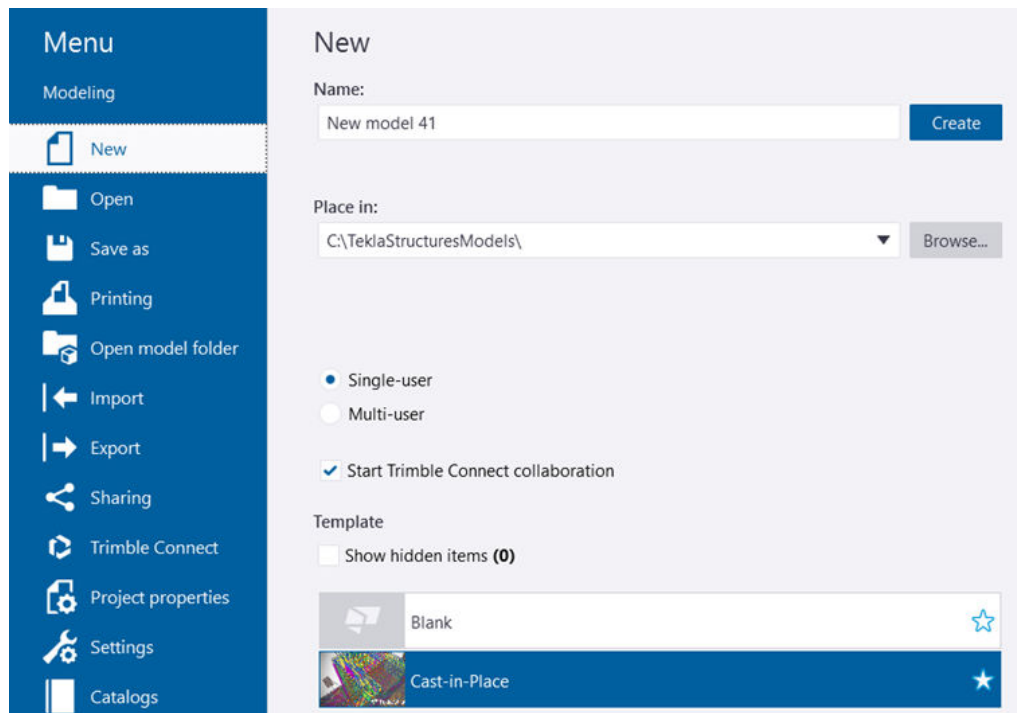 Menu
Modeling
New
Open
Save as
Printing
Open model folder
Import
Export
Sharing
Trimble Connect
Project properties
Settings
Catalogs
New
Name:
New model 41
Create
Place in:
C:\TeklaStructuresModels\
Browse...
Single-user
Multi-user
Start Trimble Connect collaboration
Template
Show hidden items (0)
Blank
Cast-in-Place